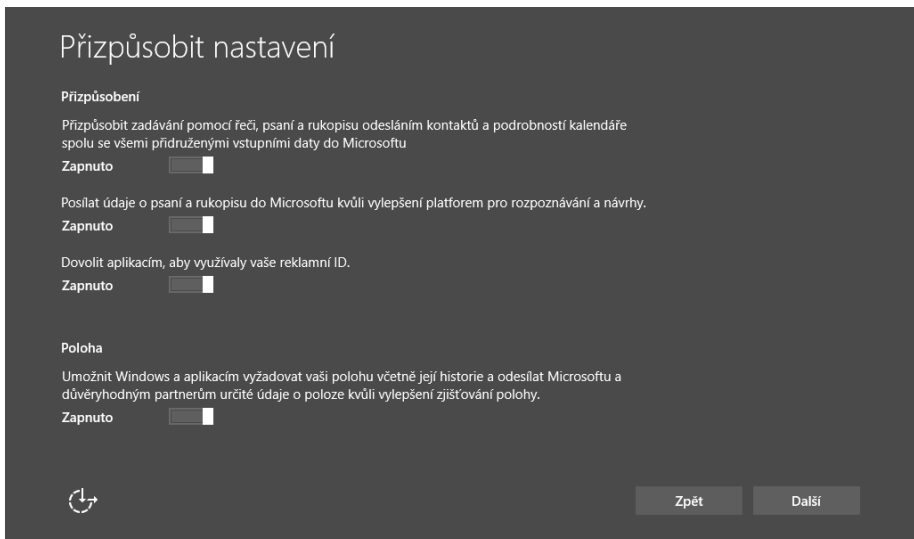 Přizpůsobit nastavení
Přizpůsobení
Přizpůsobit zadávání pomocí řeči, psaní a rukopisu odesláním kontaktů a podrobností kalendáře
spolu se všemi přidruženými vstupními daty do Microsoftu
Zapnuto
Posílat údaje o psaní a rukopisu do Microsoftu kvůli vylepšení platforem pro rozpoznávání a návrhy.
Zapnuto
Dovolit aplikacím, aby využívaly vaše reklamní ID.
Zapnuto
Poloha
Umožnit Windows a aplikacím vyžadovat vaši polohu včetně její historie a odesílat Microsoftu a
důvěryhodným partnerům určité údaje o poloze kvůli vylepšení zjišťování polohy.
Zapnuto
Zpět
Další